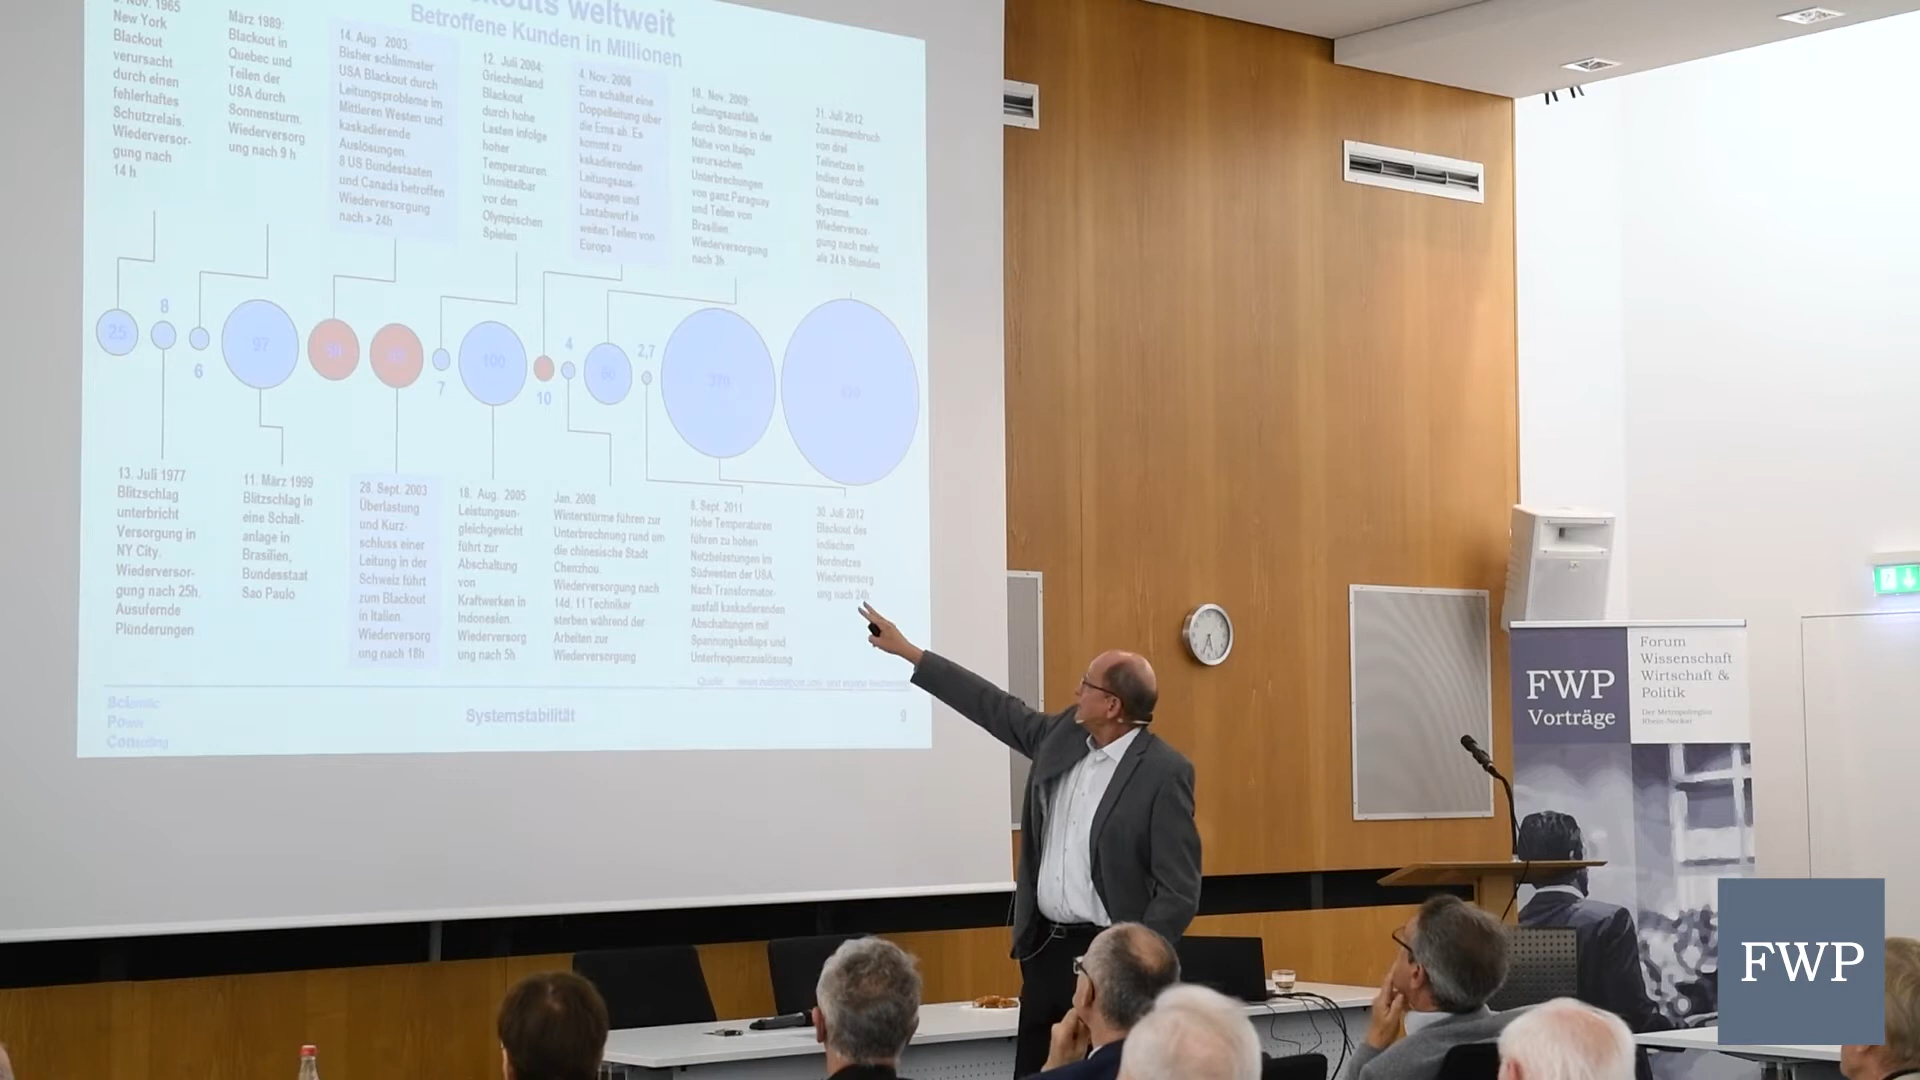 9. Nov. 1965
New York
Blackout
verursacht
durch einen
fehlerhaftes
Schutzrelais.
Wiederversor-
gung nach
14 h
März 1989:
Blackout in
Quebec und
Teilen der
USA durch
Sonnensturm.
Wiederversorg
ung nach 9 h
weltweit
Betroffene Kunden in Millionen
14. Aug. 2003:
Bisher schlimmster
USA Blackout durch
Leitungsprobleme im
Mittleren Westen und
kaskadierende
Auslösungen.
8 US Bundestaaten
und Canada betroffen
Wiederversorgung
nach > 24h
12. Juli 2004:
Griechenland
Blackout
durch hohe
Lasten infolge
hoher
Temperaturen.
Unmittelbar
vor den
Olympischen
Spielen
4. Nov. 2006
Eon schaltet eine
Doppelleitung über
die Ems ab. Es
kommt zu
kskadierenden
Leitungsaus-
lösungen und
Lastabwurf in
weiten Teilen von
Europa
10. Nov. 2009:
Leitungsausfälle
durch Stürme in der
Nähe von Itaipu
verursachen
Unterbrechungen
von ganz Paraguay
und Teilen von
Brasilien
Wiederversorgung
nach 3h
31. Juli 2012
Zusammenbruch
von drei
Teilnetzen in
Indien durch
Überlastung des
Systems.
Wiederversor-
gung nach mehr
als 24 h Stunden
25
8
6
97
7
100
10
4
2,7
370
13. Juli 1977
Blitzschlag
unterbricht
Versorgung in
NY City.
Wiederversor-
gung nach 25h.
Ausufernde
Plünderungen
11. März 1999
Blitzschlag in
eine Schalt-
anlage in
Brasilien,
Bundesstaat
Sao Paulo
28. Sept. 2003
Überlastung
und Kurz-
schluss einer
Leitung in der
Schweiz führt
zum Blackout
in Italien.
Wiederversorg
ung nach 18h
18. Aug. 2005
Leistungsun-
gleichgewicht
führt zur
Abschaltung
von
Kraftwerken in
Indonesien.
Wiederversorg
ung nach 5h
Jan. 2008
Winterstürme führen zur
Unterbrechung rund um
die chinesische Stadt
Chenzhou.
Wiederversorgung nach
14d. 11 Techniker
sterben während der
Arbeiten zur
Wiederversorgung
8. Sept. 2011
Hohe Temperaturen
führen zu hohen
Netzbelastungen im
Südwesten der USA.
Nach Transformator-
ausfall kaskadierenden
Abschaltungen mit
Spannungskollaps und
Unterfrequenzauslösung
30. Juli 2012
Blackout des
indischen
Nordnetzes
Wiederversorg
ung nach 24h
Quelle:
Scientific
Power
Consulting
Systemstabilität
9
FWP
Vorträge
Forum
Wissenschaft
Wirtschaft &
Politik
Der Metropolregion
Rhein-Neckar
FWP